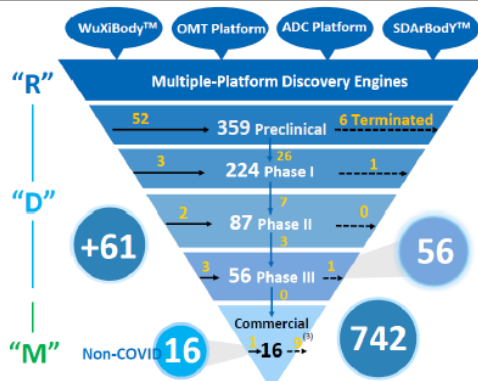 WuXiBody™ OMT Platform ADC Platform SDArBodY™
Multiple-Platform Discovery Engines
"R"
52 359 Preclinical 6 Terminated
26
3 224 Phase I 1
7
"D"
2 87 Phase II 0
3
+61
56
3 56 Phase III 1
0
Commercial
742
"M"
Non-COVID 16
1 16 9 (3)